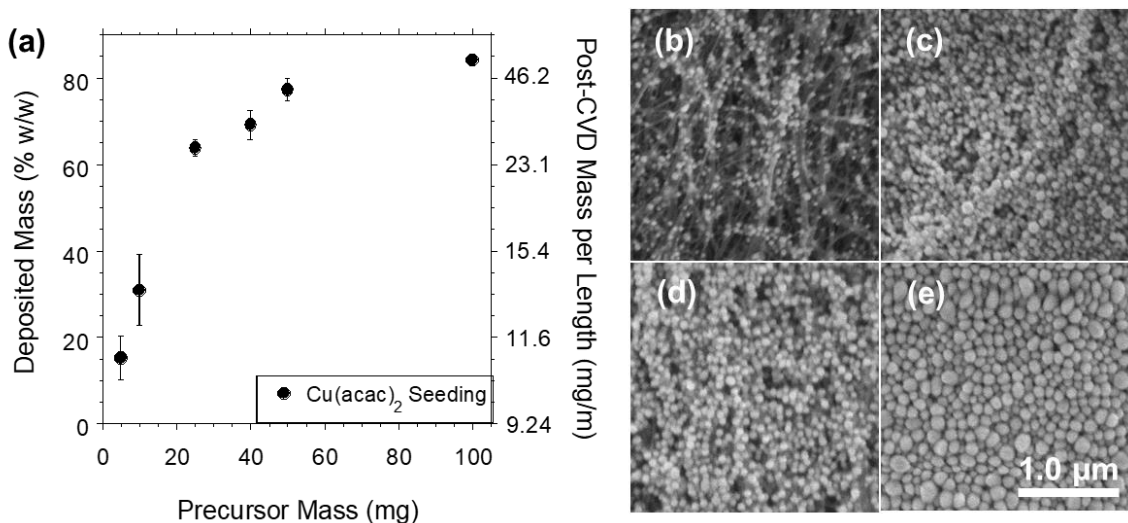 (a)
Deposited Mass (% w/w)
80
60
40
20
0
0 20 40 60 80 100
Precursor Mass (mg)
Cu(acac)2 Seeding
46.2
23.1
15.4
11.6
9.24
Post-CVD Mass per Length (mg/m)
(b)
(c)
(d)
(e)
1.0 µm